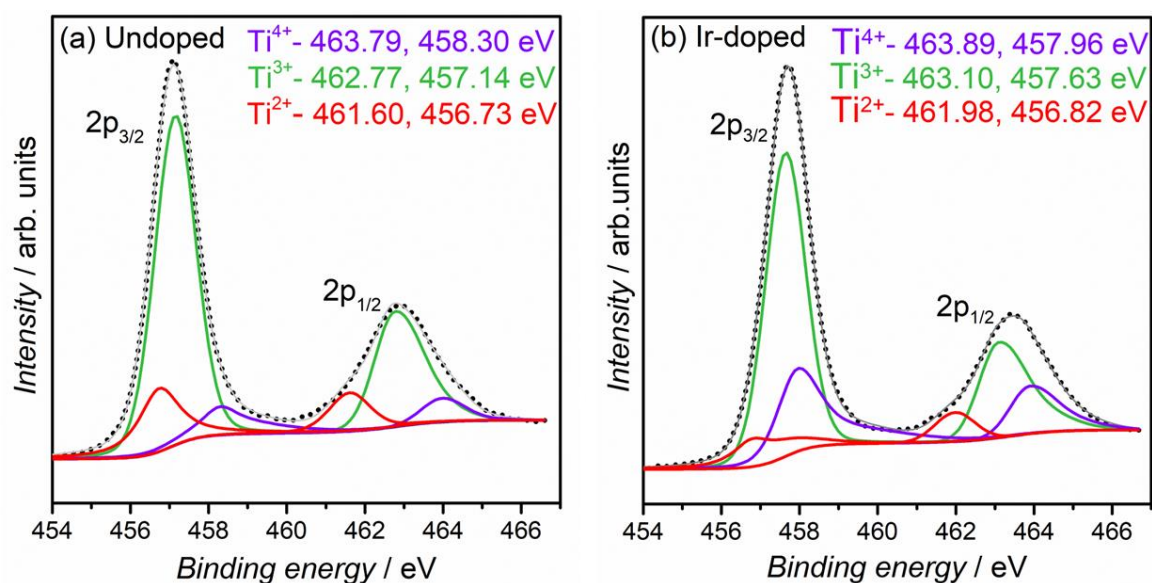 (a) Undoped
Ti⁴⁺- 463.79, 458.30 eV
Ti³⁺- 462.77, 457.14 eV
Ti²⁺- 461.60, 456.73 eV
2p₃/₂
2p₁/₂
Intensity / arb. units
454 456 458 460 462 464 466
Binding energy / eV
(b) Ir-doped
Ti⁴⁺- 463.89, 457.96 eV
Ti³⁺- 463.10, 457.63 eV
Ti²⁺- 461.98, 456.82 eV
2p₃/₂
2p₁/₂
Intensity / arb.units
454 456 458 460 462 464 466
Binding energy / eV